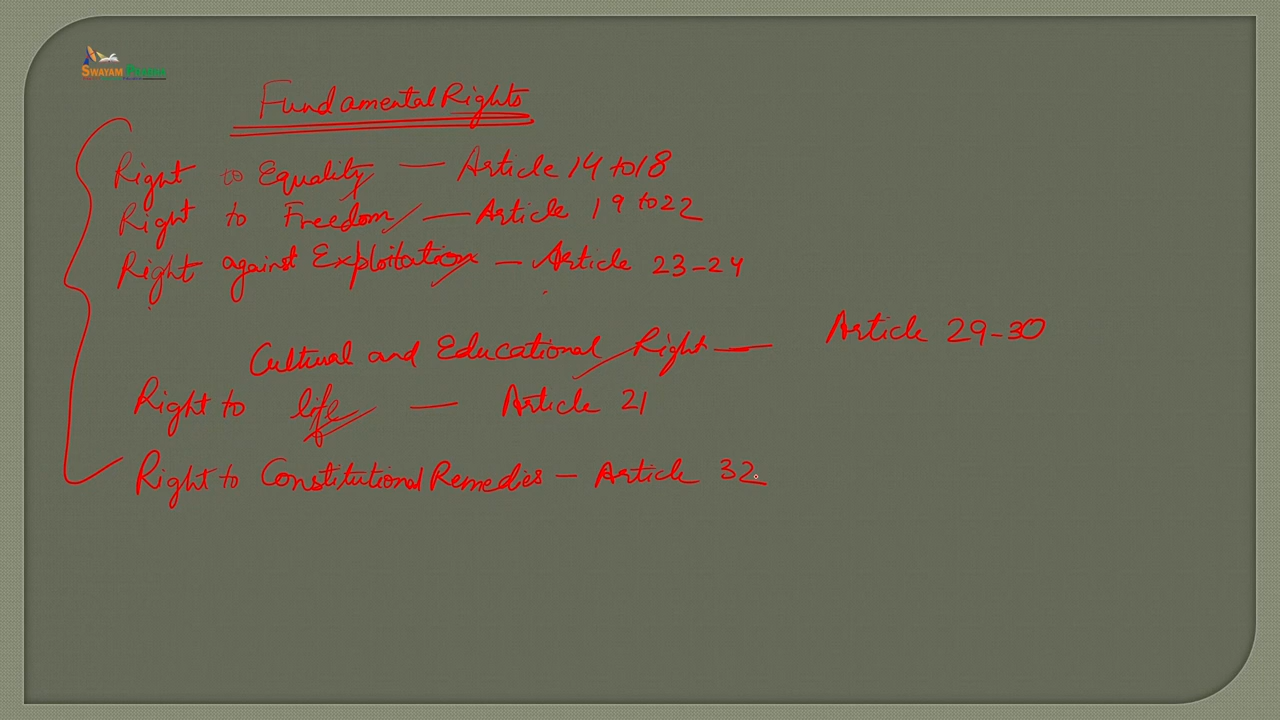 SWAYAM PRABHA
Fundamental Rights
Right to Equality — Article 14 to 18
Right to Freedom — Article 19 to 22
Right against Exploitation — Article 23-24
Cultural and Educational Right — Article 29-30
Right to life — Article 21
Right to Constitutional Remedies — Article 32